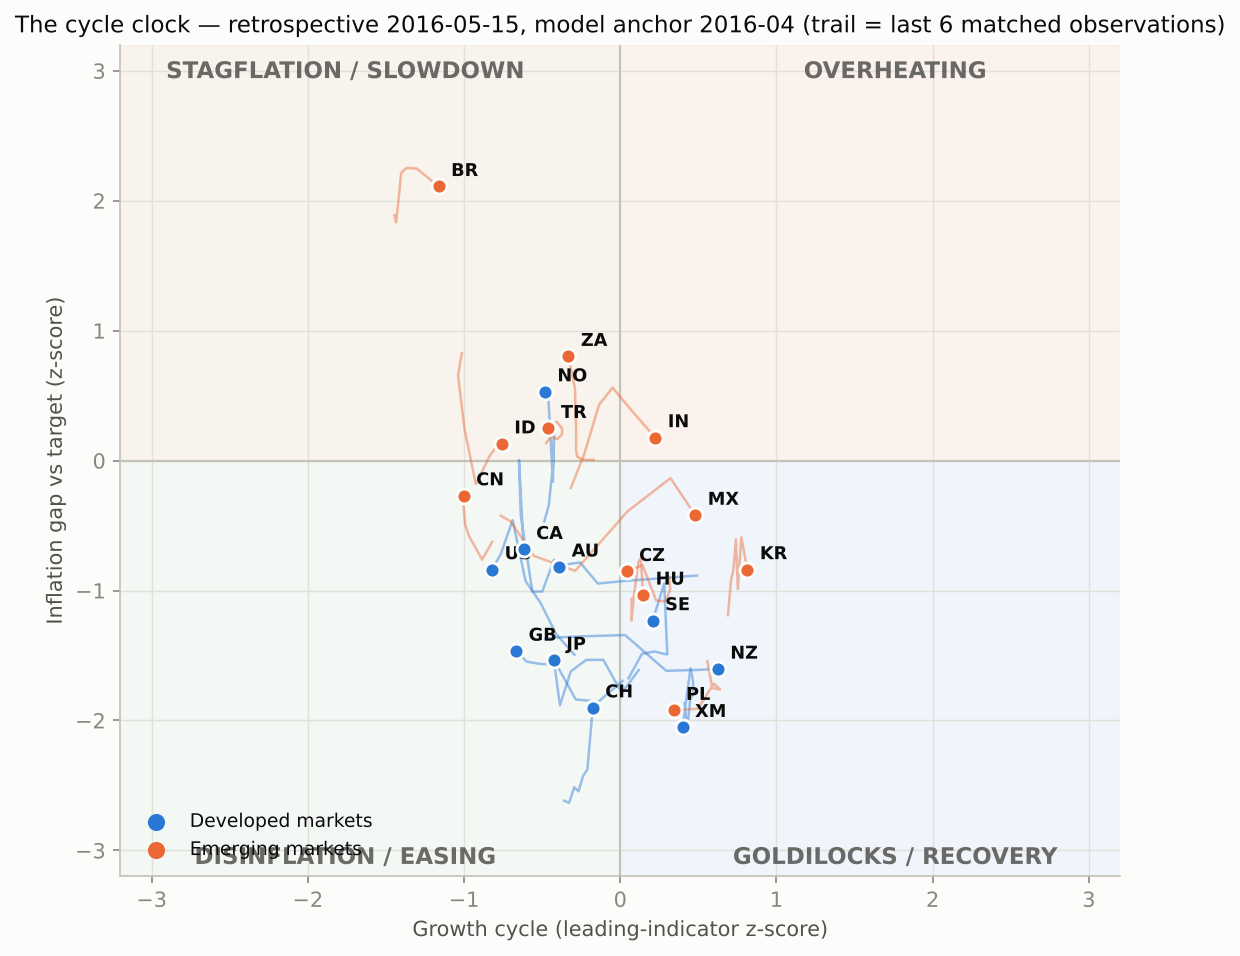 The cycle clock — retrospective 2016-05-15, model anchor 2016-04 (trail = last 6 matched observations)
STAGFLATION / SLOWDOWN
OVERHEATING
BR
ZA
NO
TR
IN
ID
CN
MX
CA
US
AU
CZ
KR
HU
SE
GB
JP
NZ
CH
PL
XM
Developed markets
Emerging markets
DISINFLATION / EASING
GOLDILOCKS / RECOVERY
3
2
1
0
−1
−2
−3
−3
−2
−1
0
1
2
3
Inflation gap vs target (z-score)
Growth cycle (leading-indicator z-score)